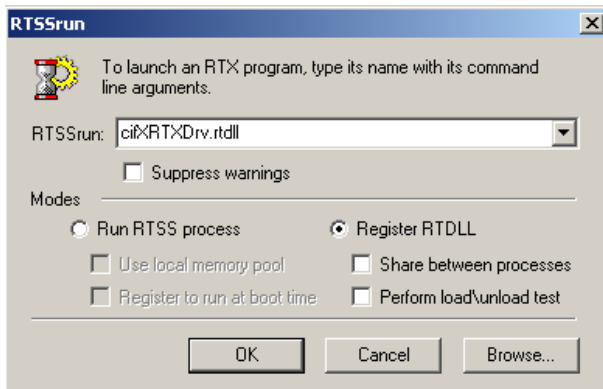 RTSSrun
To launch an RTX program, type its name with its command
line arguments.
RTSSrun: cifXRTXDrv.rtdll
Suppress warnings
Modes
Run RTSS process
Register RTDLL
Use local memory pool
Share between processes
Register to run at boot time
Perform load\unload test
OK
Cancel
Browse...